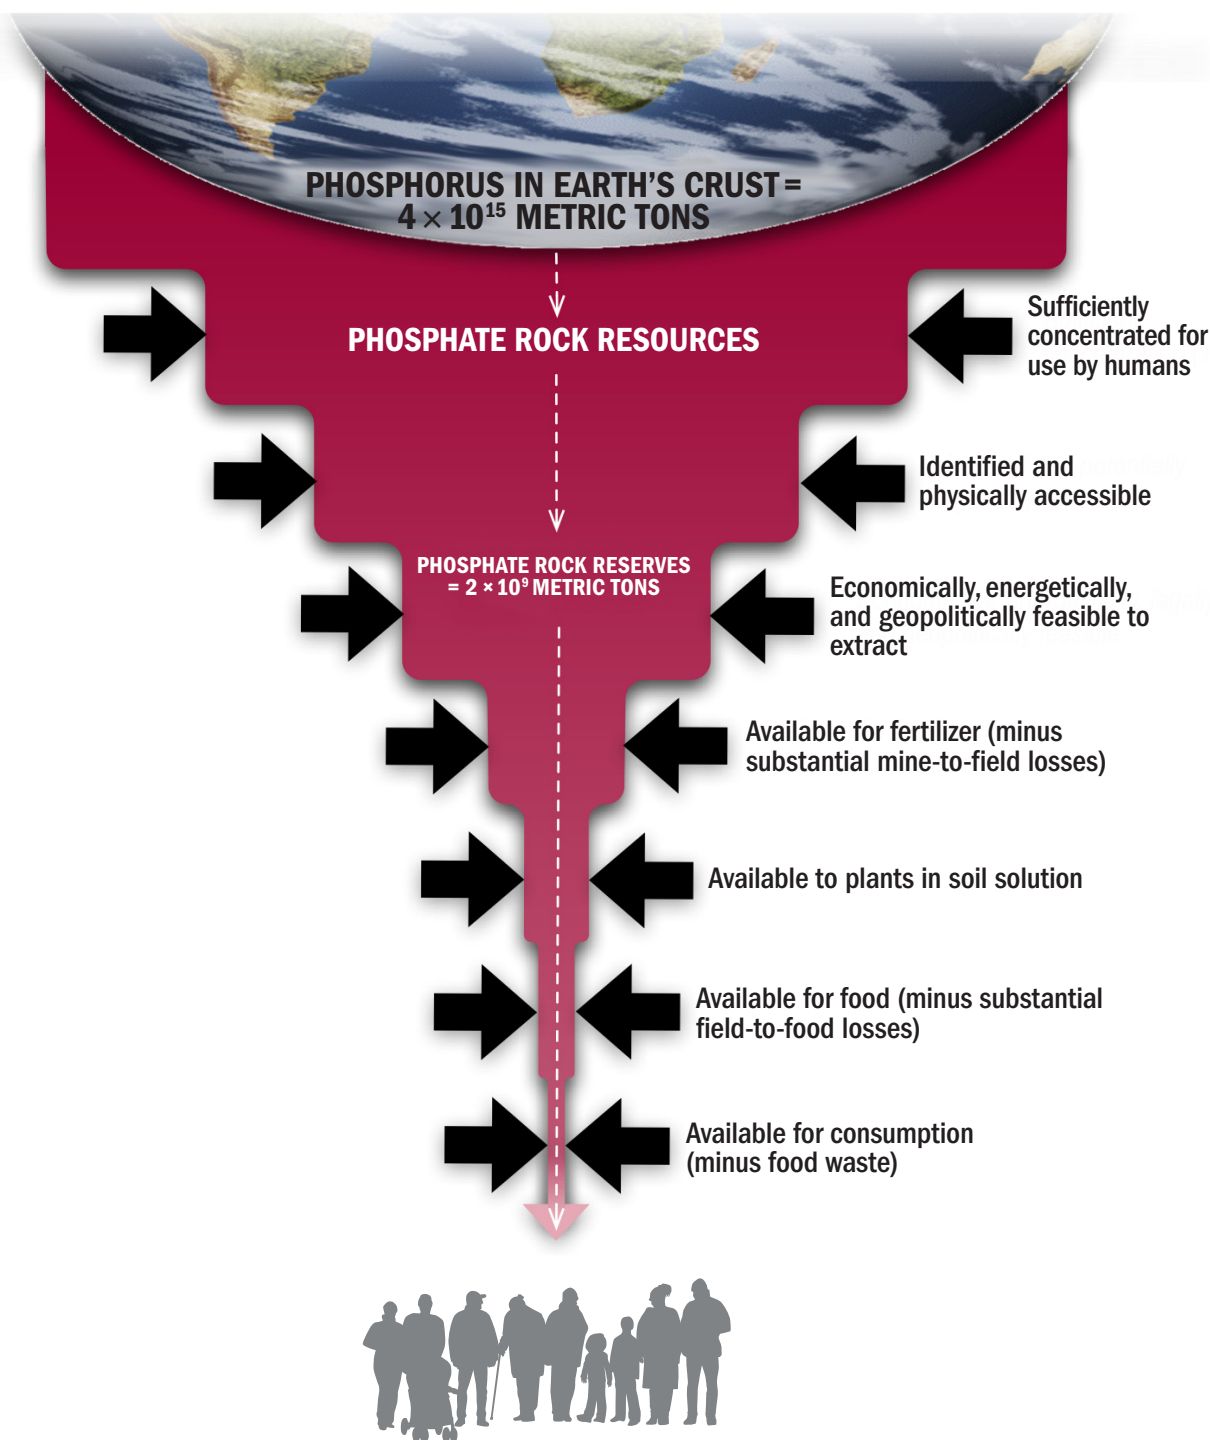 PHOSPHORUS IN EARTH'S CRUST =
4 × 10¹⁵ METRIC TONS
PHOSPHATE ROCK RESOURCES
Sufficiently
concentrated for
use by humans
Identified and
physically accessible
PHOSPHATE ROCK RESERVES
= 2 × 10⁹ METRIC TONS
Economically, energetically,
and geopolitically feasible to
extract
Available for fertilizer (minus
substantial mine-to-field losses)
Available to plants in soil solution
Available for food (minus substantial
field-to-food losses)
Available for consumption
(minus food waste)